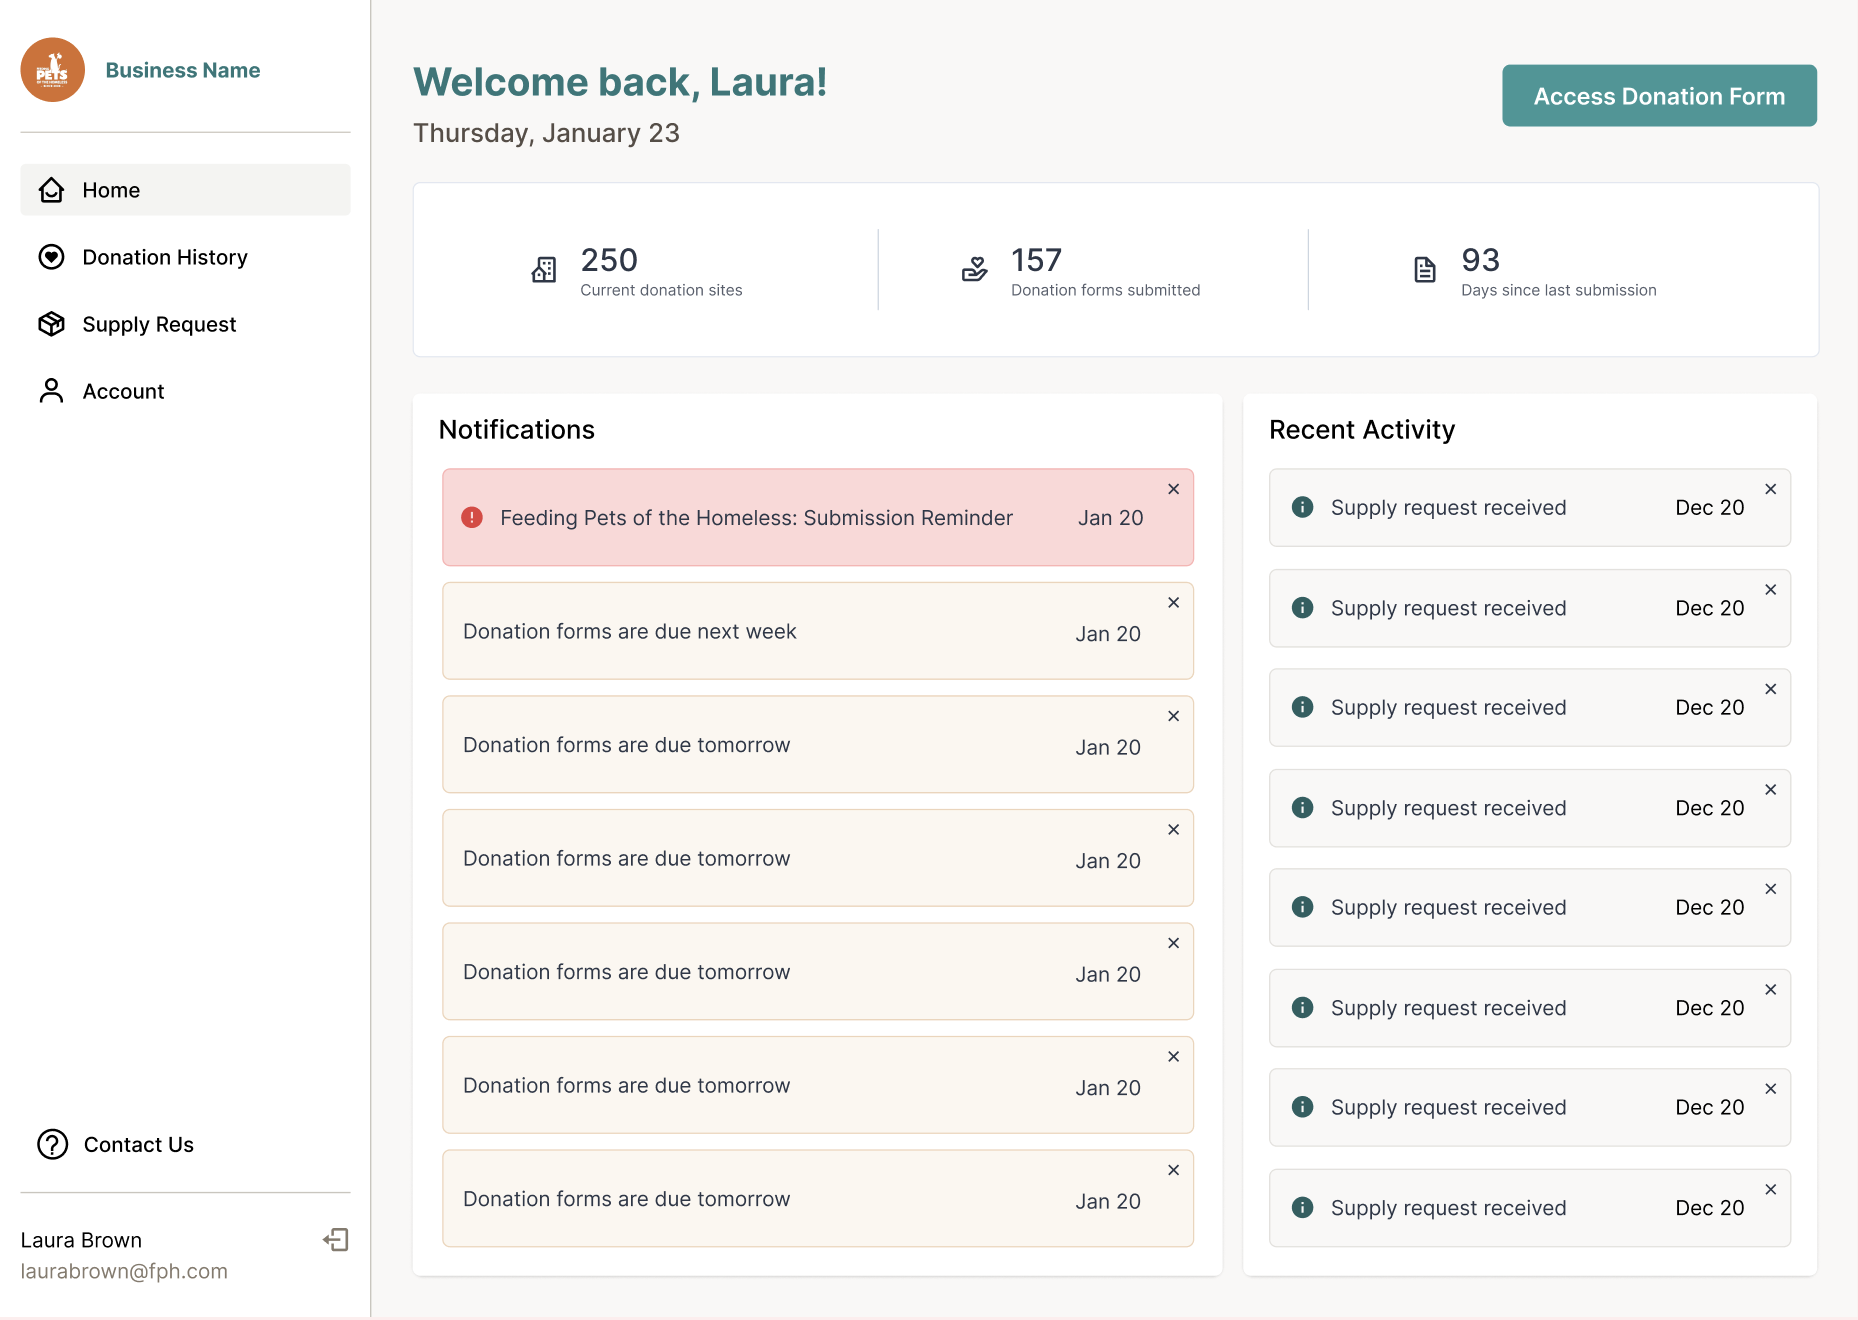 PETS
Business Name
Home
Donation History
Supply Request
Account
Contact Us
Laura Brown
laurabrown@fph.com
Welcome back, Laura!
Thursday, January 23
Access Donation Form
250
Current donation sites
157
Donation forms submitted
93
Days since last submission
Notifications
Feeding Pets of the Homeless: Submission Reminder Jan 20
Donation forms are due next week Jan 20
Donation forms are due tomorrow Jan 20
Donation forms are due tomorrow Jan 20
Donation forms are due tomorrow Jan 20
Donation forms are due tomorrow Jan 20
Donation forms are due tomorrow Jan 20
Recent Activity
Supply request received Dec 20
Supply request received Dec 20
Supply request received Dec 20
Supply request received Dec 20
Supply request received Dec 20
Supply request received Dec 20
Supply request received Dec 20
Supply request received Dec 20